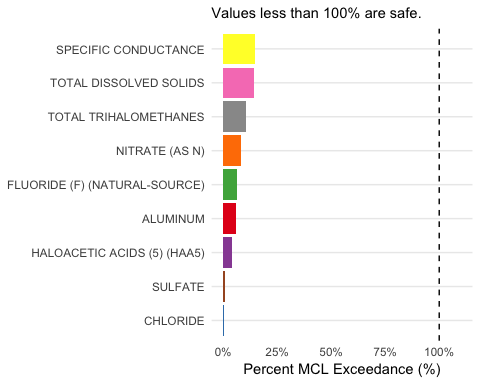 Values less than 100% are safe.
SPECIFIC CONDUCTANCE
TOTAL DISSOLVED SOLIDS
TOTAL TRIHALOMETHANES
NITRATE (AS N)
FLUORIDE (F) (NATURAL-SOURCE)
ALUMINUM
HALOACETIC ACIDS (5) (HAA5)
SULFATE
CHLORIDE
0% 25% 50% 75% 100%
Percent MCL Exceedance (%)